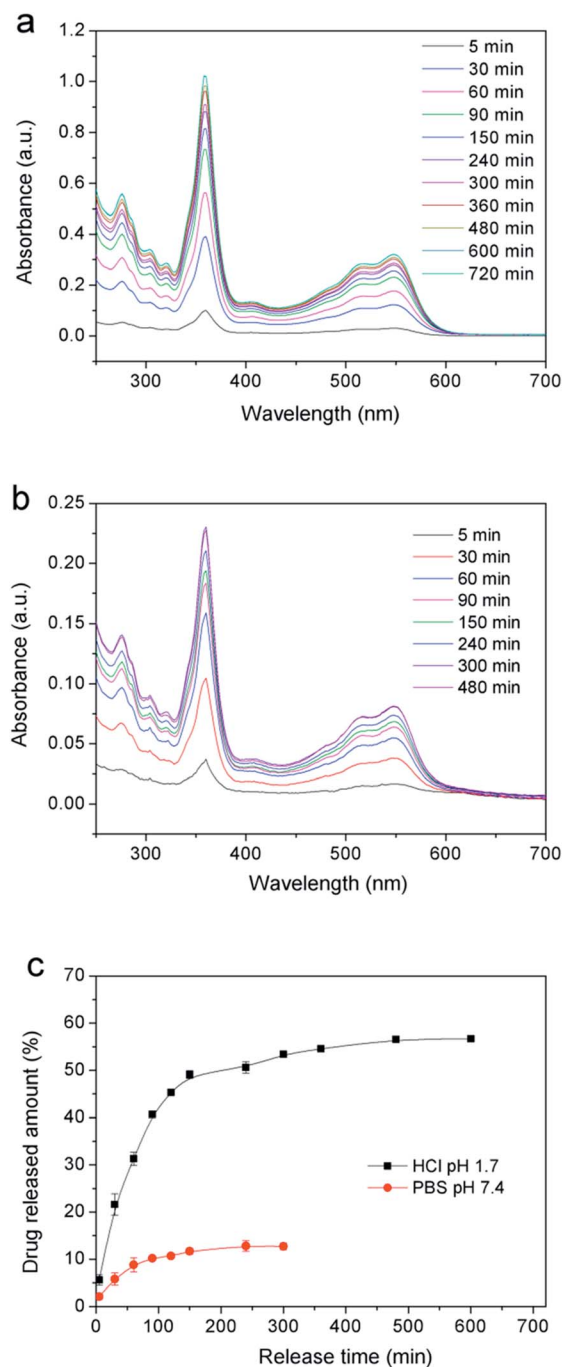 a
1.2
1.0
0.8
0.6
0.4
0.2
0.0
Absorbance (a.u.)
5 min
30 min
60 min
90 min
150 min
240 min
300 min
360 min
480 min
600 min
720 min
300 400 500 600 700
Wavelength (nm)
b
0.25
0.20
0.15
0.10
0.05
0.00
Absorbance (a.u.)
5 min
30 min
60 min
90 min
150 min
240 min
300 min
480 min
300 400 500 600 700
Wavelength (nm)
c
70
60
50
40
30
20
10
0
Drug released amount (%)
HCl pH 1.7
PBS pH 7.4
0 100 200 300 400 500 600 700
Release time (min)